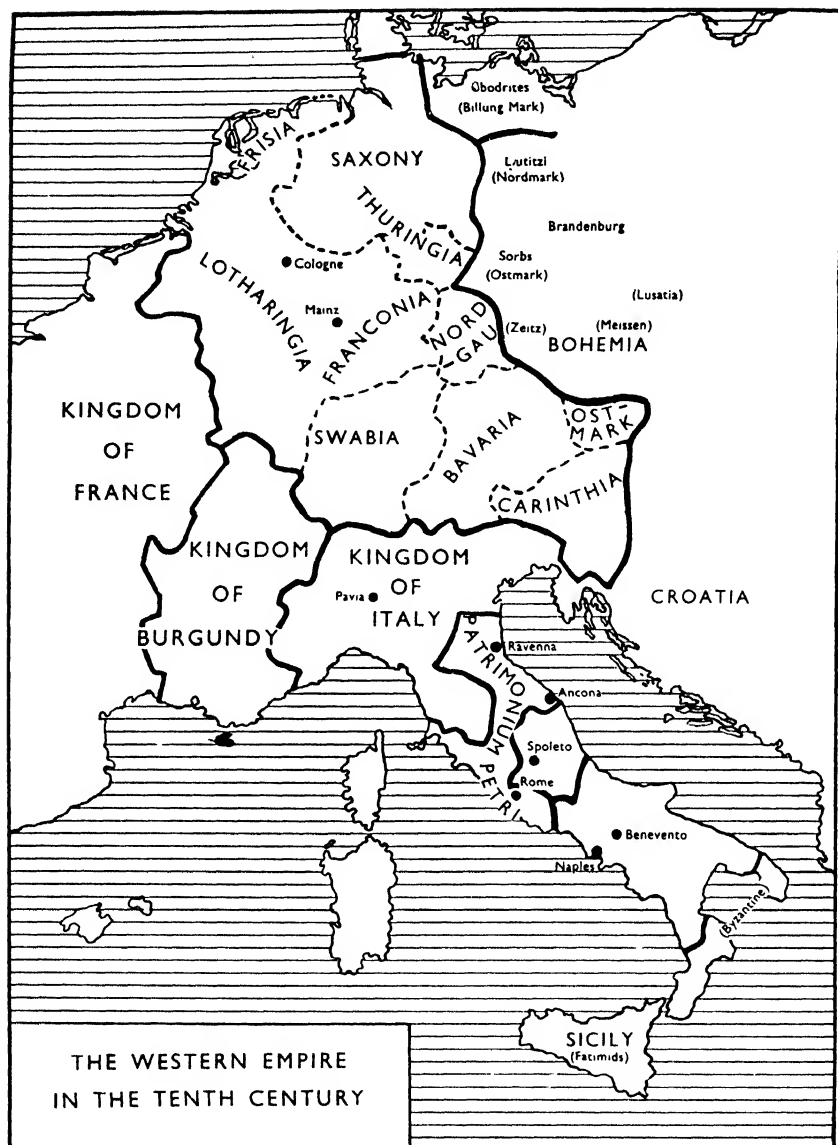 Obodrites
(Billung Mark)
FRISIA
SAXONY
Liutitzi
(Nordmark)
THURINGIA
Brandenburg
Cologne
Sorbs
(Ostmark)
LOTHARINGIA
(Lusatia)
Mainz
FRANCONIA
NORD
GAU
(Zeitz)
(Meissen)
BOHEMIA
KINGDOM
OF
FRANCE
SWABIA
BAVARIA
OST
MARK
CARINTHIA
KINGDOM
OF
BURGUNDY
KINGDOM
OF
ITALY
Pavia
CROATIA
PATRIMONIUM PETRI
Ravenna
Ancona
Spoleto
Rome
Benevento
Naples
(Byzantine)
SICILY
(Fatimids)
THE WESTERN EMPIRE
IN THE TENTH CENTURY